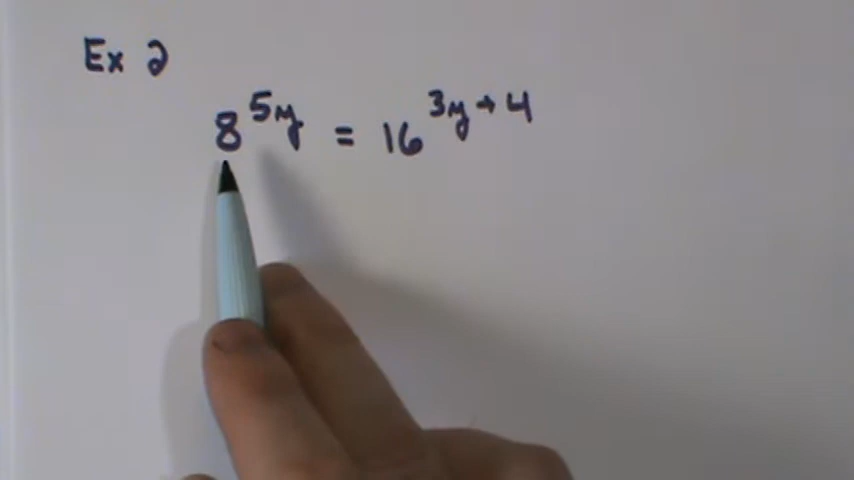 Ex 2
8^{5y} = 16^{3y + 4}